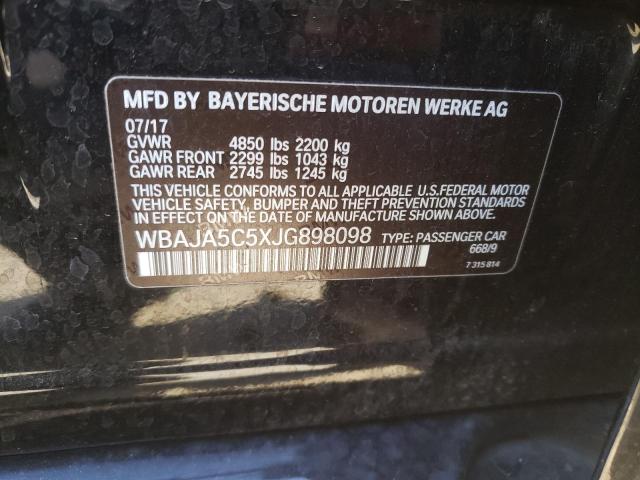 MFD BY BAYERISCHE MOTOREN WERKE AG
07/17
GVWR 4850 lbs 2200 kg
GAWR FRONT 2299 lbs 1043 kg
GAWR REAR 2745 lbs 1245 kg
THIS VEHICLE CONFORMS TO ALL APPLICABLE U.S.FEDERAL MOTOR
VEHICLE SAFETY, BUMPER AND THEFT PREVENTION STANDARDS
IN EFFECT ON THE DATE OF MANUFACTURE SHOWN ABOVE.
WBAJA5C5XJG898098 TYPE: PASSENGER CAR
668/9
7 315 814